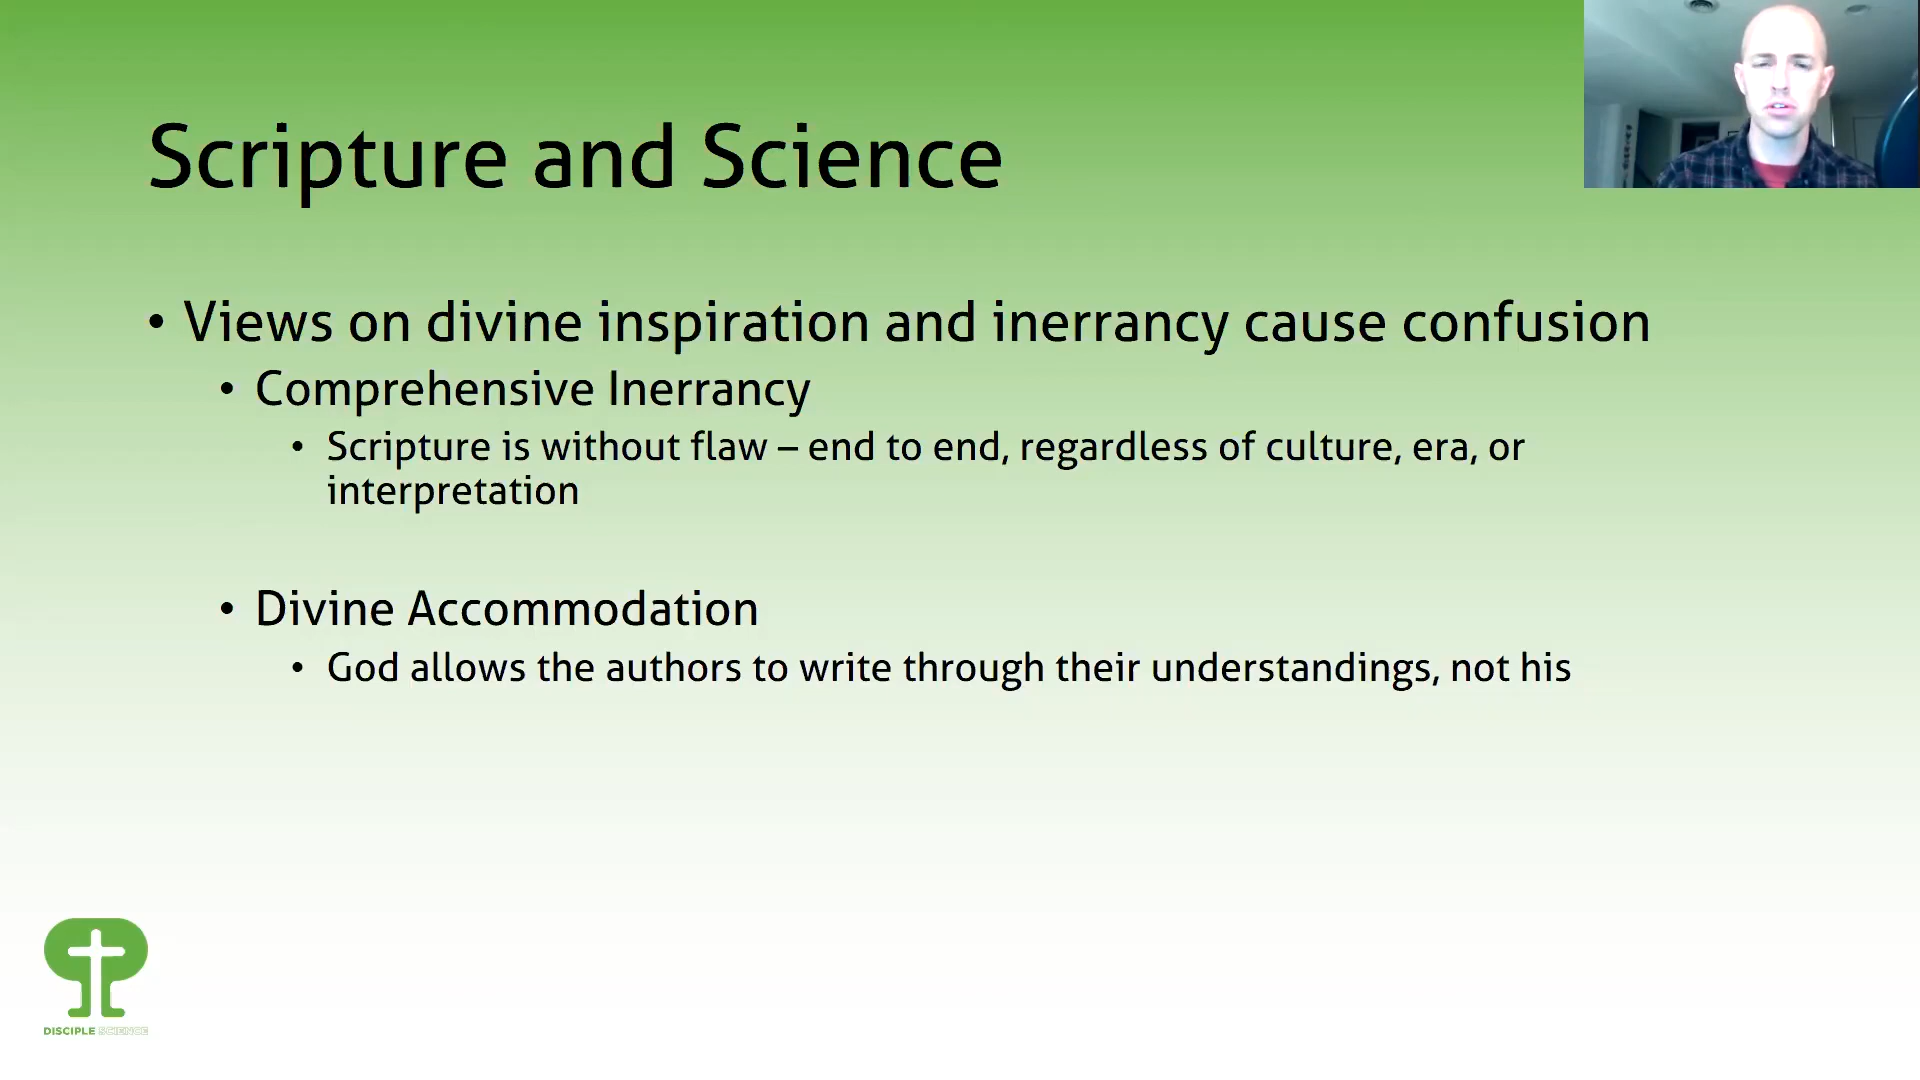 Scripture and Science
• Views on divine inspiration and inerrancy cause confusion
• Comprehensive Inerrancy
• Scripture is without flaw – end to end, regardless of culture, era, or
interpretation
• Divine Accommodation
• God allows the authors to write through their understandings, not his
DISCIPLE SCIENCE